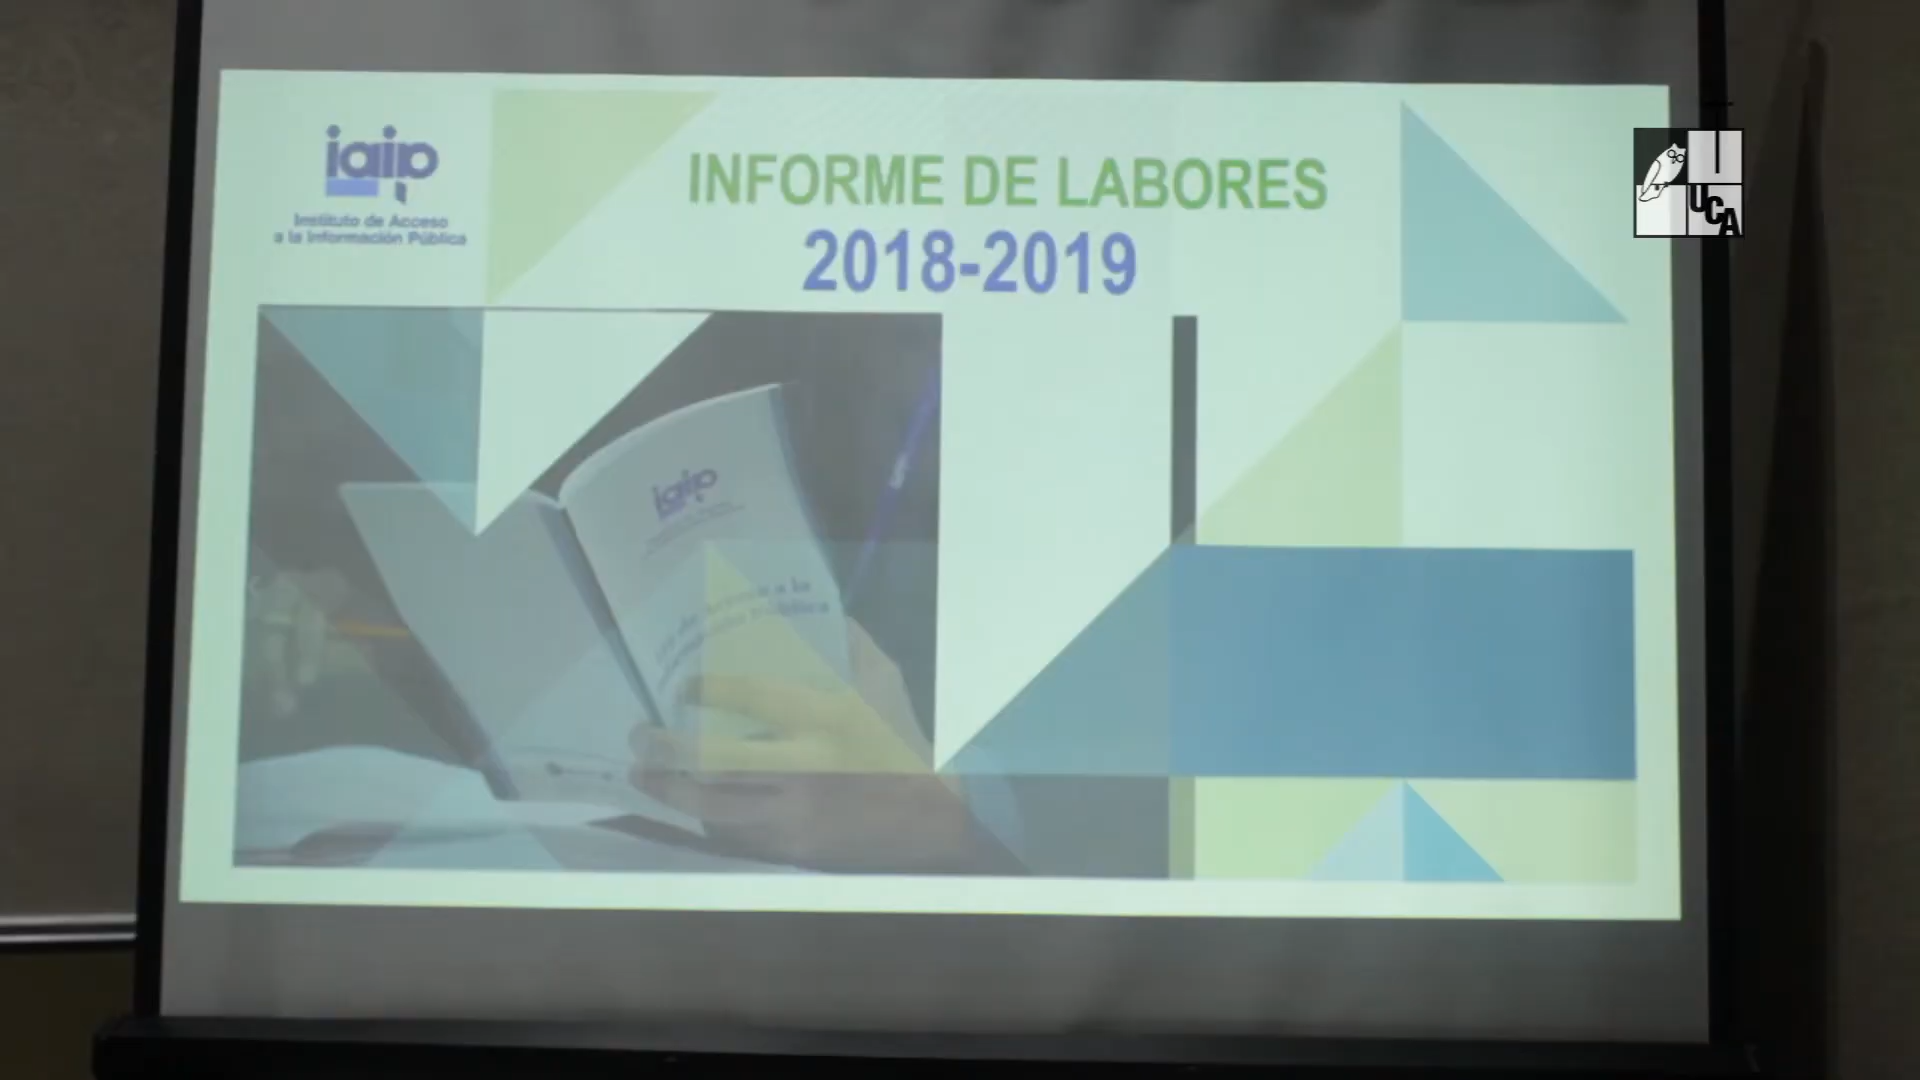 iaip
Instituto de Acceso
a la Información Pública
INFORME DE LABORES
2018-2019
iaip
UCA